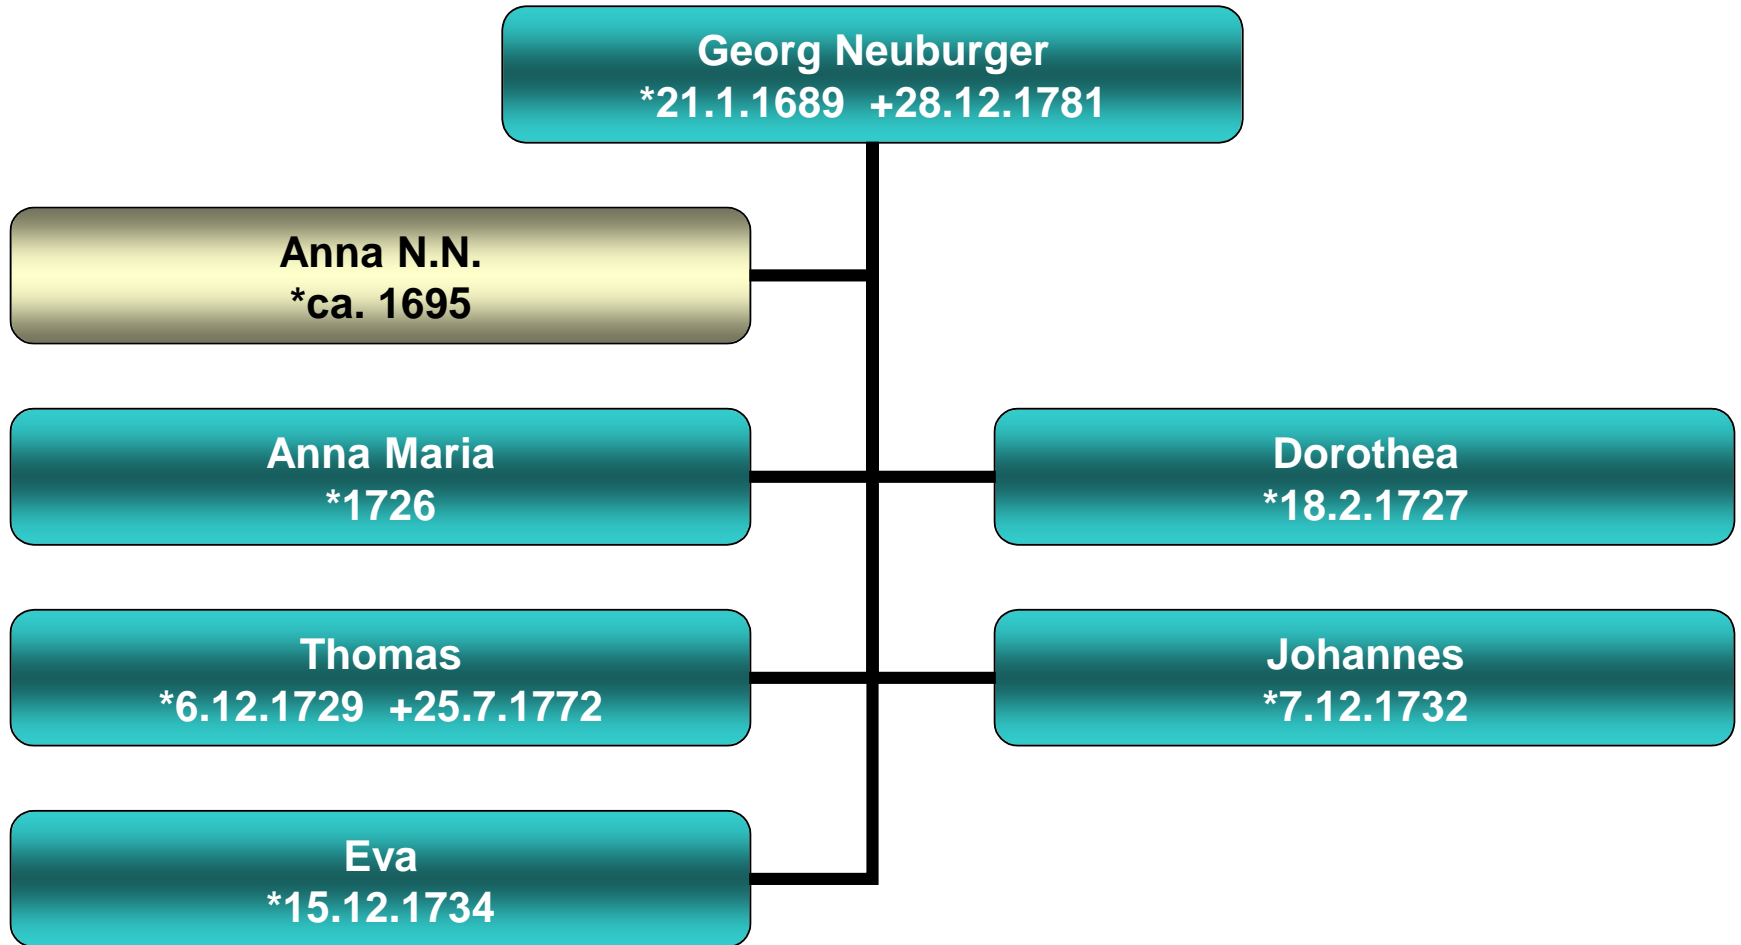 Georg Neuburger
*21.1.1689  +28.12.1781
Anna N.N.
*ca. 1695
Anna Maria
*1726
Dorothea
*18.2.1727
Thomas
*6.12.1729  +25.7.1772
Johannes
*7.12.1732
Eva
*15.12.1734